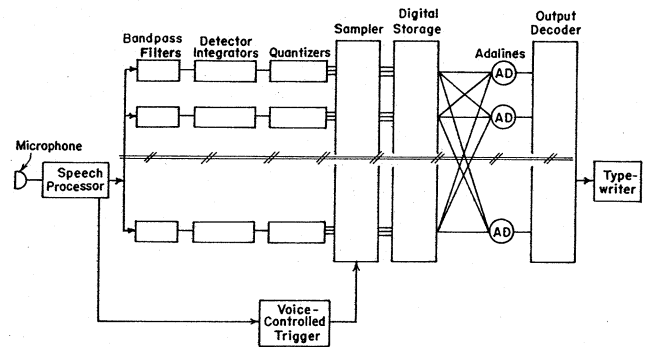 Digital
Storage
Output
Decoder
Bandpass
Filters
Detector
Integrators
Quantizers
Sampler
Adalines
AD
AD
AD
Microphone
Speech
Processor
Type-
writer
Voice-
Controlled
Trigger